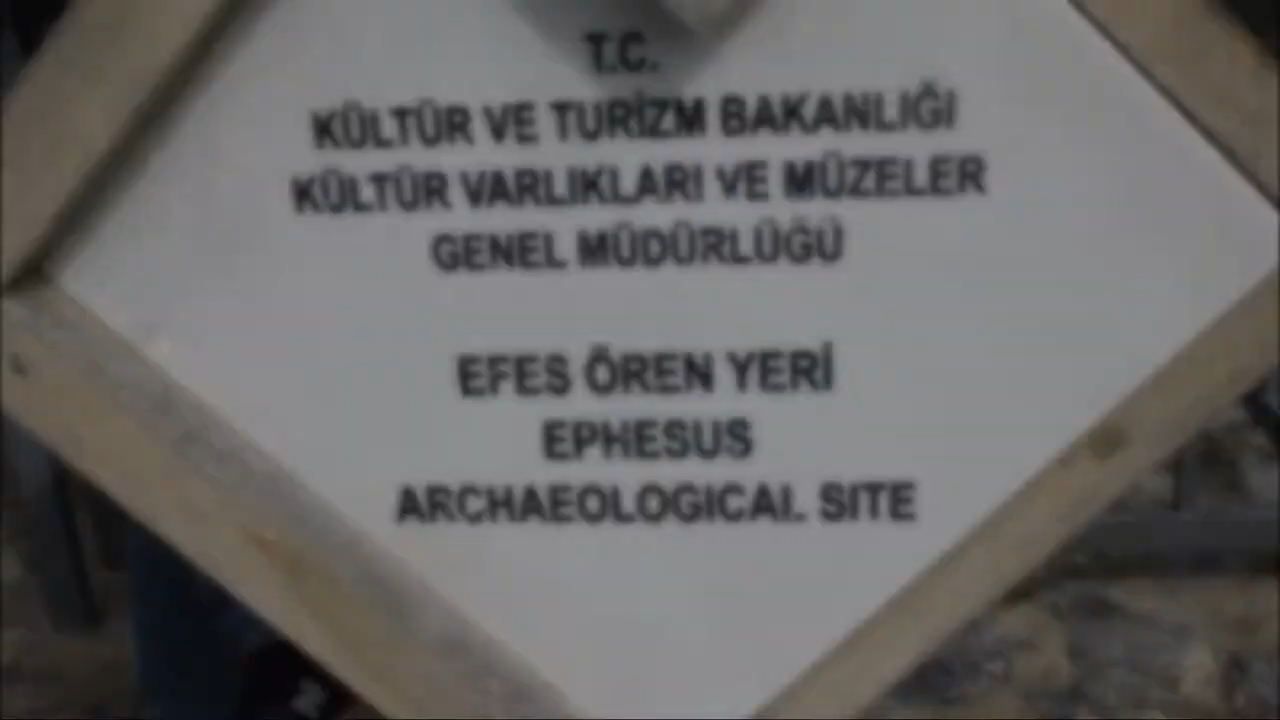 T.C.
KÜLTÜR VE TURİZM BAKANLIĞI
KÜLTÜR VARLIKLARI VE MÜZELER
GENEL MÜDÜRLÜĞÜ
EFES ÖREN YERİ
EPHESUS
ARCHAEOLOGICAL SITE